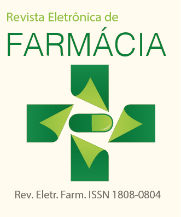 Revista Eletrônica de
FARMÁCIA
Rev. Eletr. Farm. ISSN 1808-0804